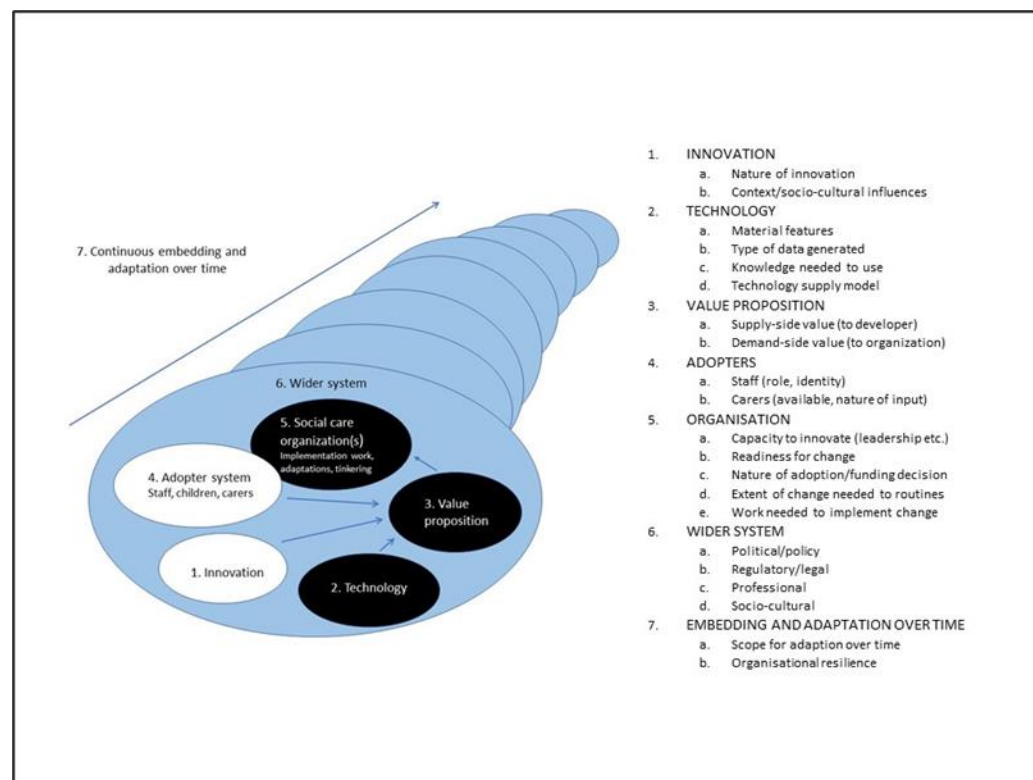 7. Continuous embedding and
adaptation over time
6. Wider system
5. Social care
organization(s)
Implementation work,
adaptations, tinkering
4. Adopter system
Staff, children, carers
3. Value
proposition
1. Innovation
2. Technology
1. INNOVATION
a. Nature of innovation
b. Context/socio-cultural influences
2. TECHNOLOGY
a. Material features
b. Type of data generated
c. Knowledge needed to use
d. Technology supply model
3. VALUE PROPOSITION
a. Supply-side value (to developer)
b. Demand-side value (to organization)
4. ADOPTERS
a. Staff (role, identity)
b. Carers (available, nature of input)
5. ORGANISATION
a. Capacity to innovate (leadership etc.)
b. Readiness for change
c. Nature of adoption/funding decision
d. Extent of change needed to routines
e. Work needed to implement change
6. WIDER SYSTEM
a. Political/policy
b. Regulatory/legal
c. Professional
d. Socio-cultural
7. EMBEDDING AND ADAPTATION OVER TIME
a. Scope for adaption over time
b. Organisational resilience